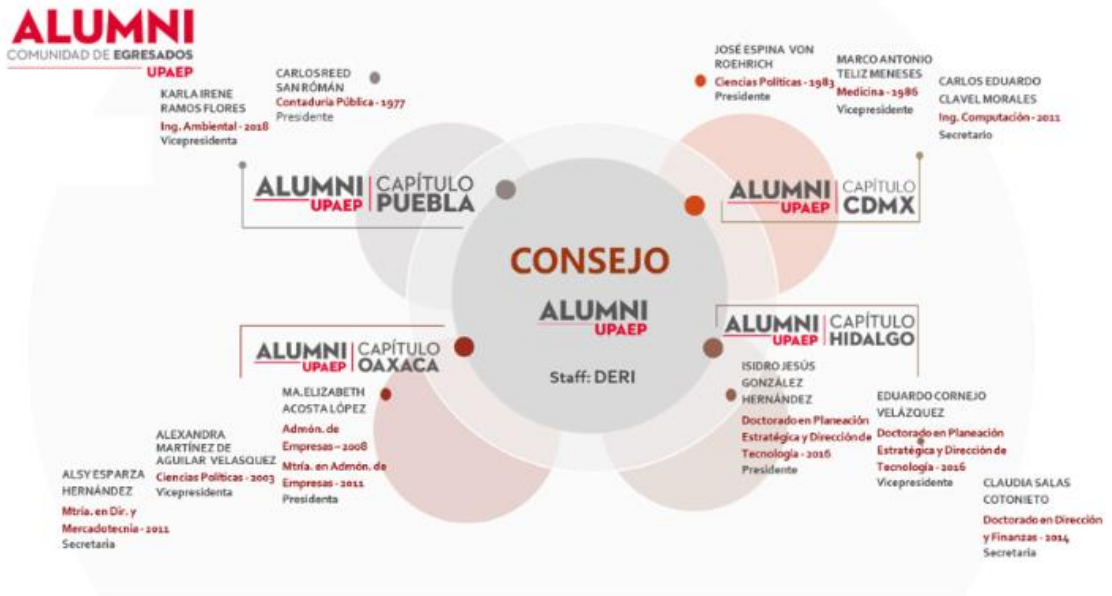 ALUMNI
COMUNIDAD DE EGRESADOS
UPAEP
KARLA IRENE
RAMOS FLORES
Ing. Ambiental - 2018
Vicepresidenta
CARLOS REED
SAN RÓMÁN
Contaduría Pública - 1977
Presidente
ALUMNI
UPAEP
CAPÍTULO
PUEBLA
JOSÉ ESPINA VON
ROEHRICH
Ciencias Políticas - 1983
Presidente
MARCO ANTONIO
TELIZ MENESES
Medicina - 1986
Vicepresidente
CARLOS EDUARDO
CLAVEL MORALES
Ing. Computación - 2011
Secretario
ALUMNI
UPAEP
CAPÍTULO
CDMX
CONSEJO
ALUMNI
UPAEP
Staff: DERI
ALUMNI
UPAEP
CAPÍTULO
OAXACA
MA.ELIZABETH
ACOSTA LÓPEZ
Admón. de
Empresas – 2008
Mtría. en Admón. de
Empresas - 2011
Presidenta
ALEXANDRA
MARTÍNEZ DE
AGUILAR VELASQUEZ
Ciencias Políticas - 2003
Vicepresidenta
ALSY ESPARZA
HERNÁNDEZ
Mtría. en Dir. y
Mercadotecnia - 2011
Secretaria
ALUMNI
UPAEP
CAPÍTULO
HIDALGO
ISIDRO JESÚS
GONZÁLEZ
HERNÁNDEZ
Doctorado en Planeación
Estratégica y Dirección de
Tecnología - 2016
Presidente
EDUARDO CORNEJO
VELÁZQUEZ
Doctorado en Planeación
Estratégica y Dirección de
Tecnología - 2016
Vicepresidente
CLAUDIA SALAS
COTONIETO
Doctorado en Dirección
y Finanzas - 2014
Secretaria